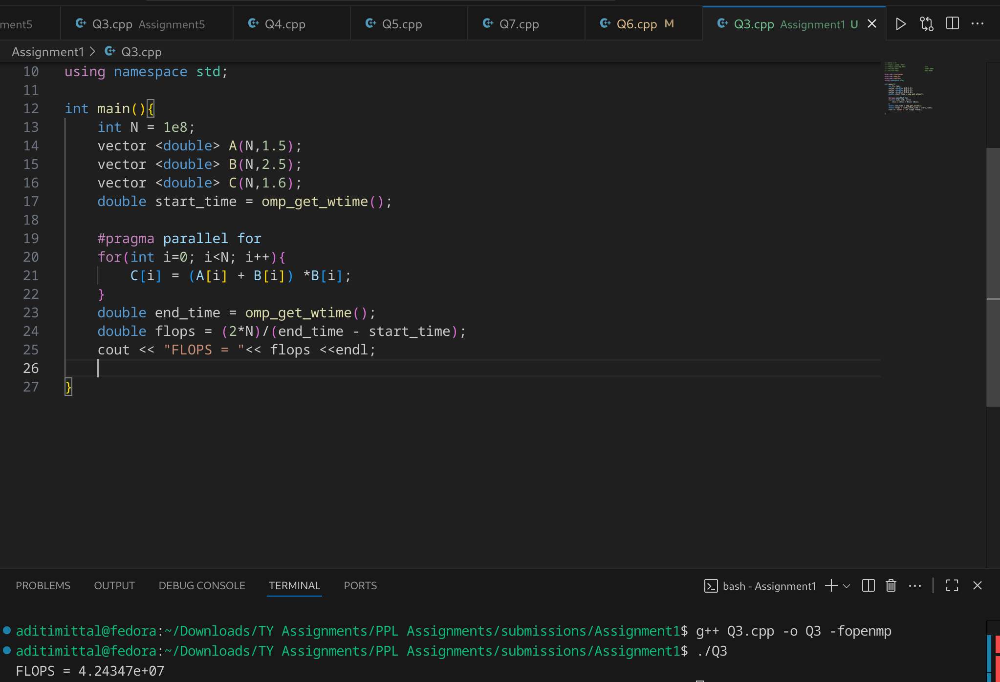 ment5 Q3.cpp Assignment5 Q4.cpp Q5.cpp Q7.cpp Q6.cpp M Q3.cpp Assignment1 U
Assignment1 > Q3.cpp
10 using namespace std;
11
12 int main(){
13 int N = 1e8;
14 vector <double> A(N,1.5);
15 vector <double> B(N,2.5);
16 vector <double> C(N,1.6);
17 double start_time = omp_get_wtime();
18
19 #pragma parallel for
20 for(int i=0; i<N; i++){
21 C[i] = (A[i] + B[i]) *B[i];
22 }
23 double end_time = omp_get_wtime();
24 double flops = (2*N)/(end_time - start_time);
25 cout << "FLOPS = "<< flops <<endl;
26
27 }
PROBLEMS OUTPUT DEBUG CONSOLE TERMINAL PORTS bash - Assignment1
aditimittal@fedora:~/Downloads/TY Assignments/PPL Assignments/submissions/Assignment1$ g++ Q3.cpp -o Q3 -fopenmp
aditimittal@fedora:~/Downloads/TY Assignments/PPL Assignments/submissions/Assignment1$ ./Q3
FLOPS = 4.24347e+07